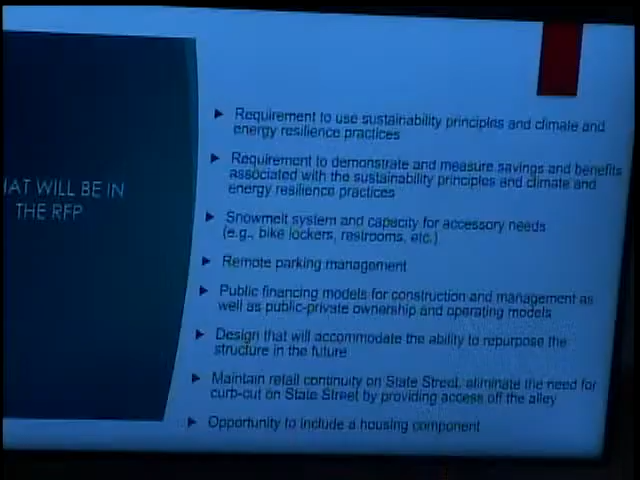 HAT WILL BE IN
THE RFP
Requirement to use sustainability principles and climate and
energy resilience practices
Requirement to demonstrate and measure savings and benefits
associated with the sustainability principles and climate and
energy resilience practices
Snowmelt system and capacity for accessory needs
(e.g., bike lockers, restrooms, etc.)
Remote parking management
Public financing models for construction and management as
well as public-private ownership and operating models
Design that will accommodate the ability to repurpose the
structure in the future
Maintain retail continuity on State Street, eliminate the need for
curb-cut on State Street by providing access off the alley
Opportunity to include a housing component